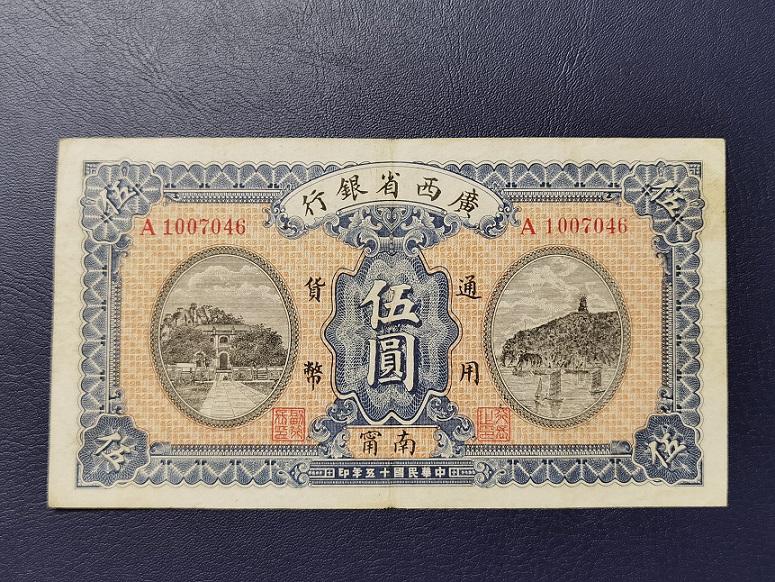 廣西省銀行
A 1007046
A 1007046
通用
貨幣
伍圓
南甯
中華民國十五年印
伍
伍
伍
伍